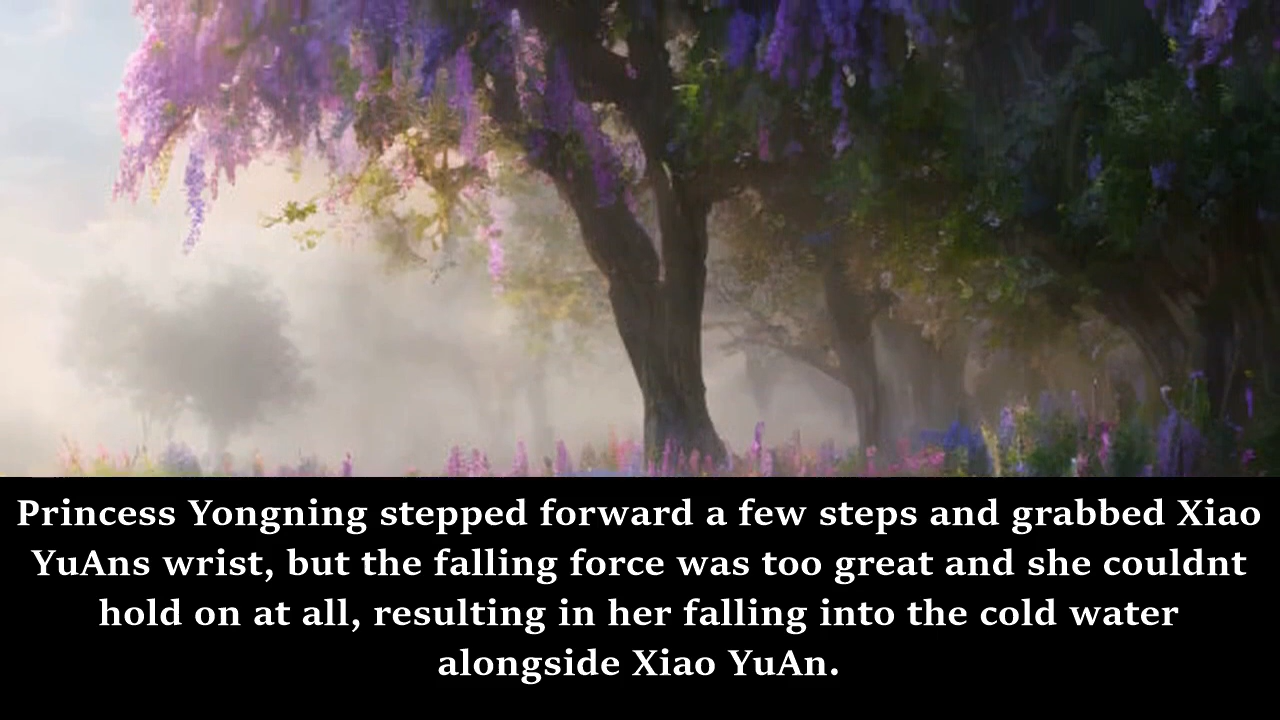 Princess Yongning stepped forward a few steps and grabbed Xiao
YuAns wrist, but the falling force was too great and she couldnt
hold on at all, resulting in her falling into the cold water
alongside Xiao YuAn.